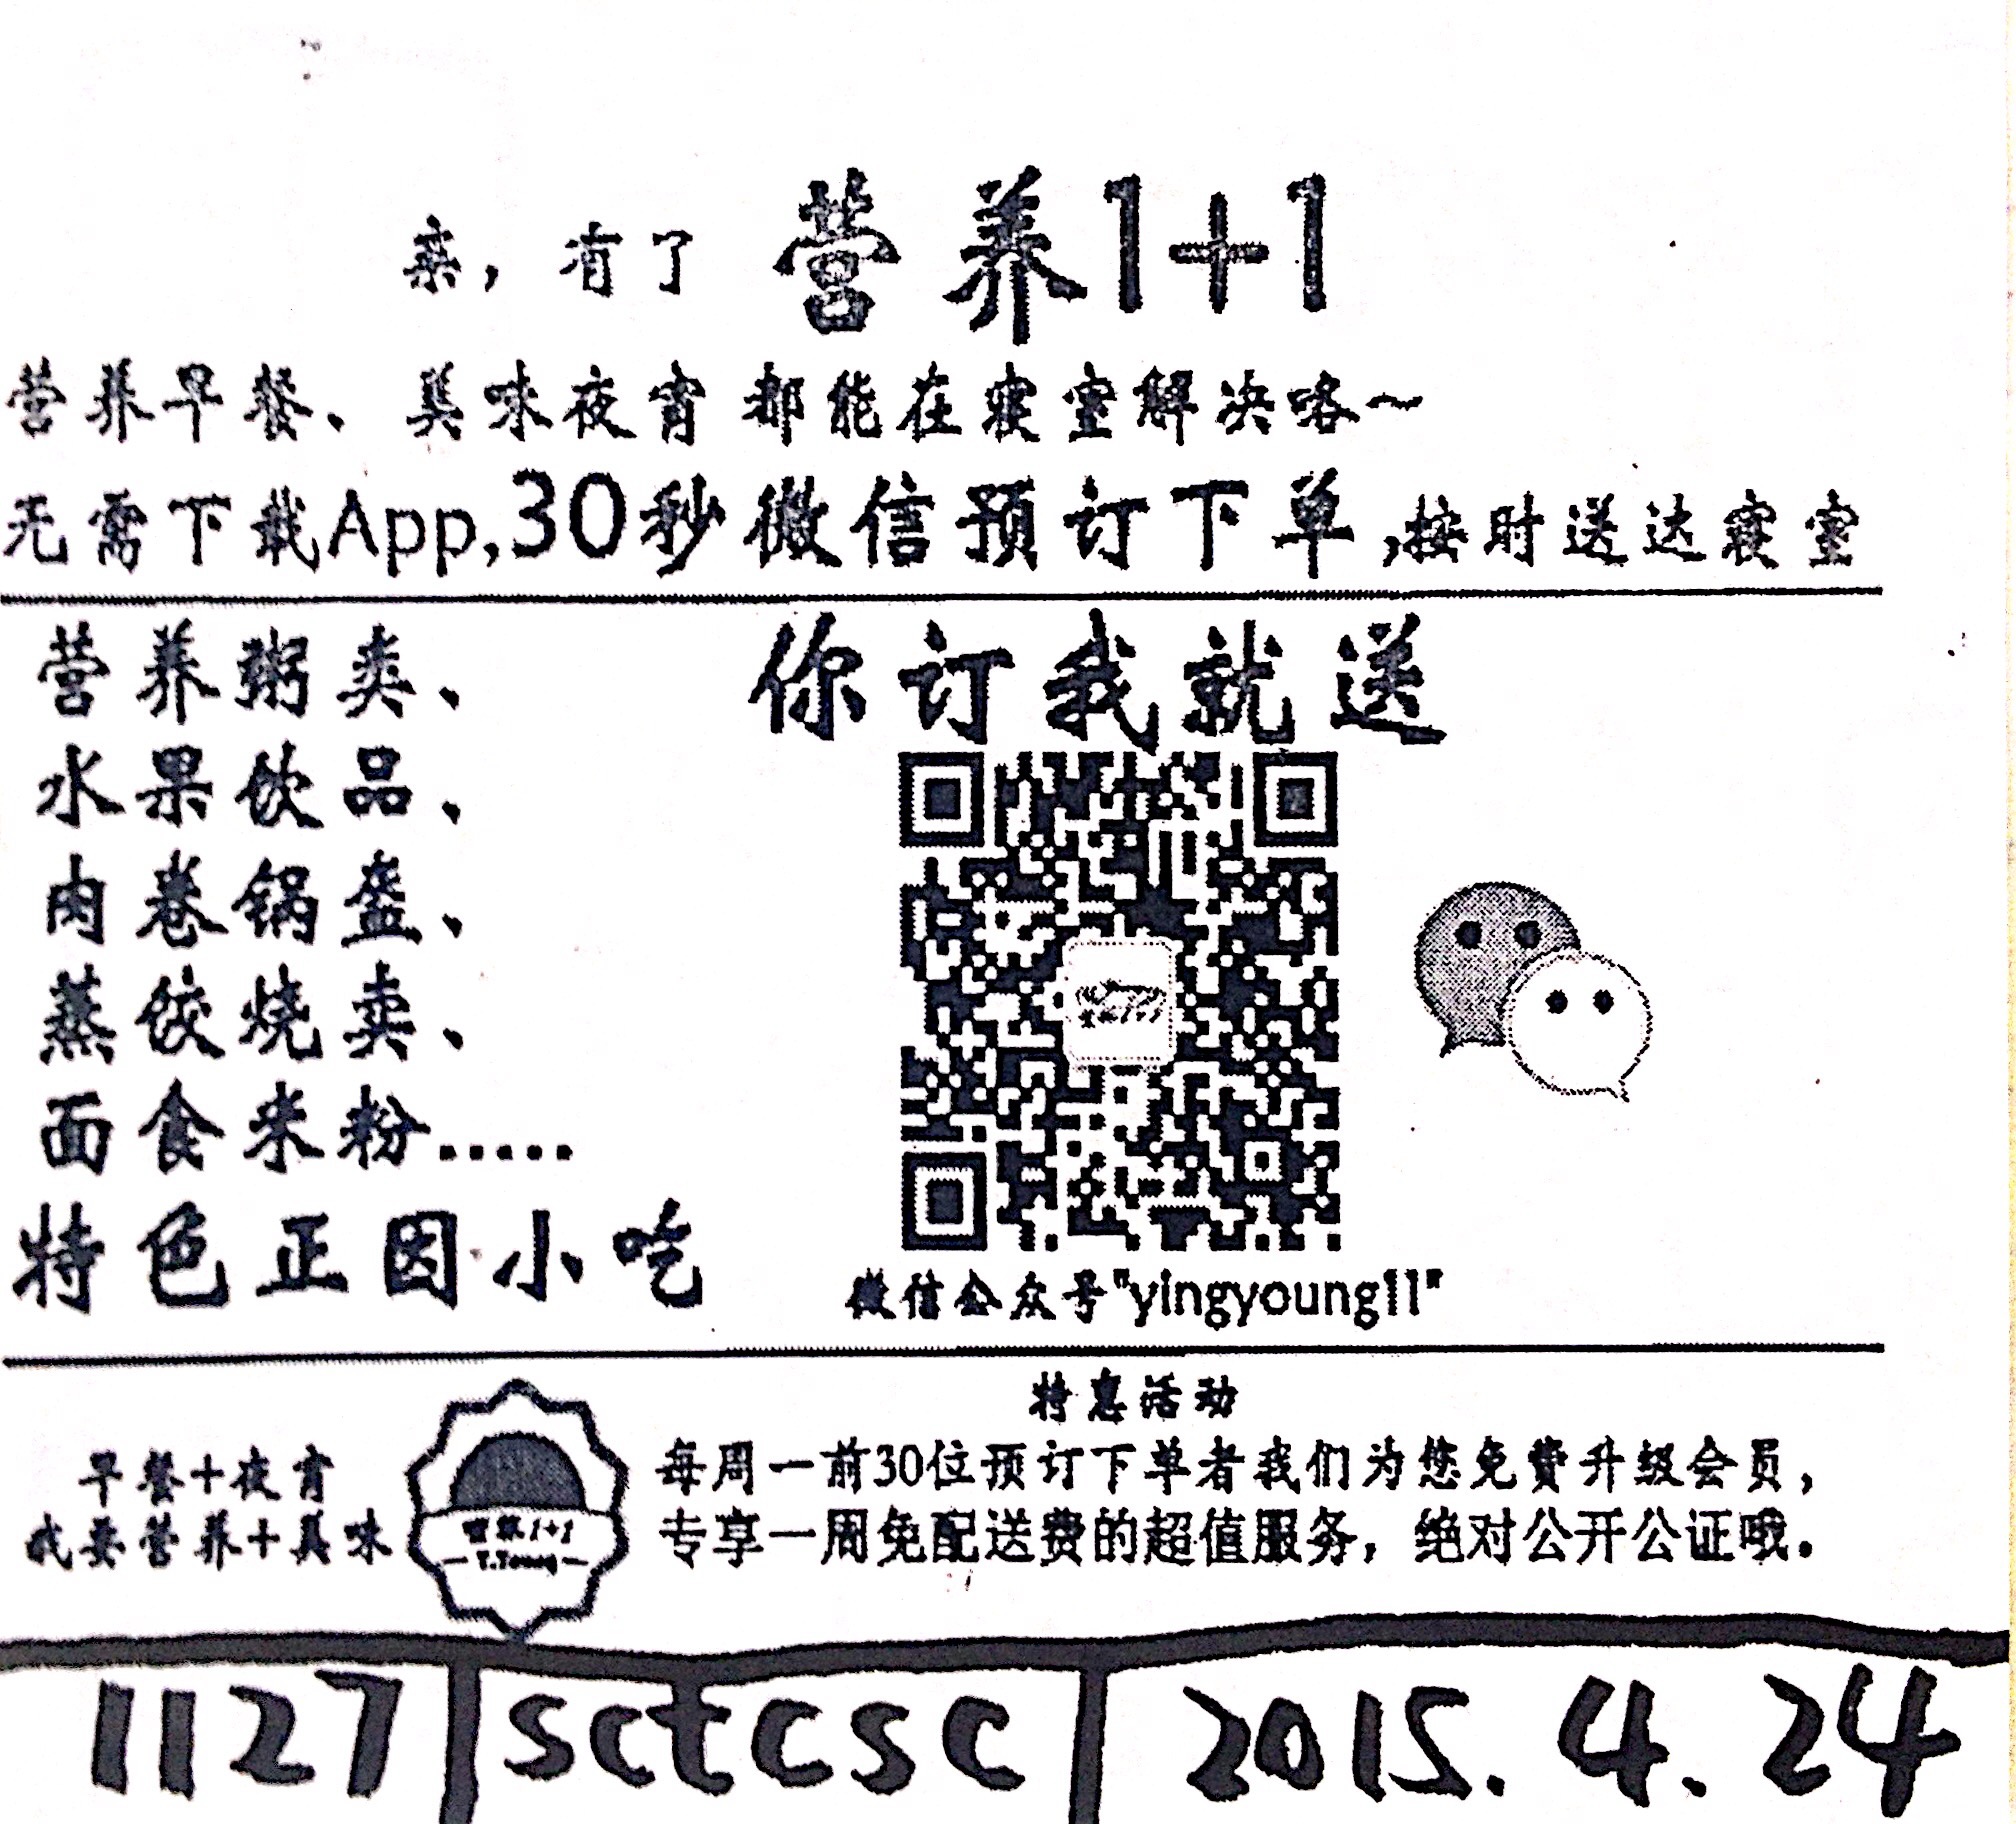 亲，有了 营养1+1
营养早餐、美味夜宵 都能在寝室解决咯～
无需下载App,30秒微信预订下单,按时送达寝室
营养粥类、
水果饮品、
肉卷锅盔、
蒸饺烧卖、
面食米粉.....
特色正因小吃
你订我就送
微信公众号"yingyoung11"
早餐+夜宵
我要营养+美味
营养1+1
特惠活动
每周一前30位预订下单者我们为您免费升级会员，
专享一周免配送费的超值服务，绝对公开公证哦。
1127|sctcsc|2015.4.24